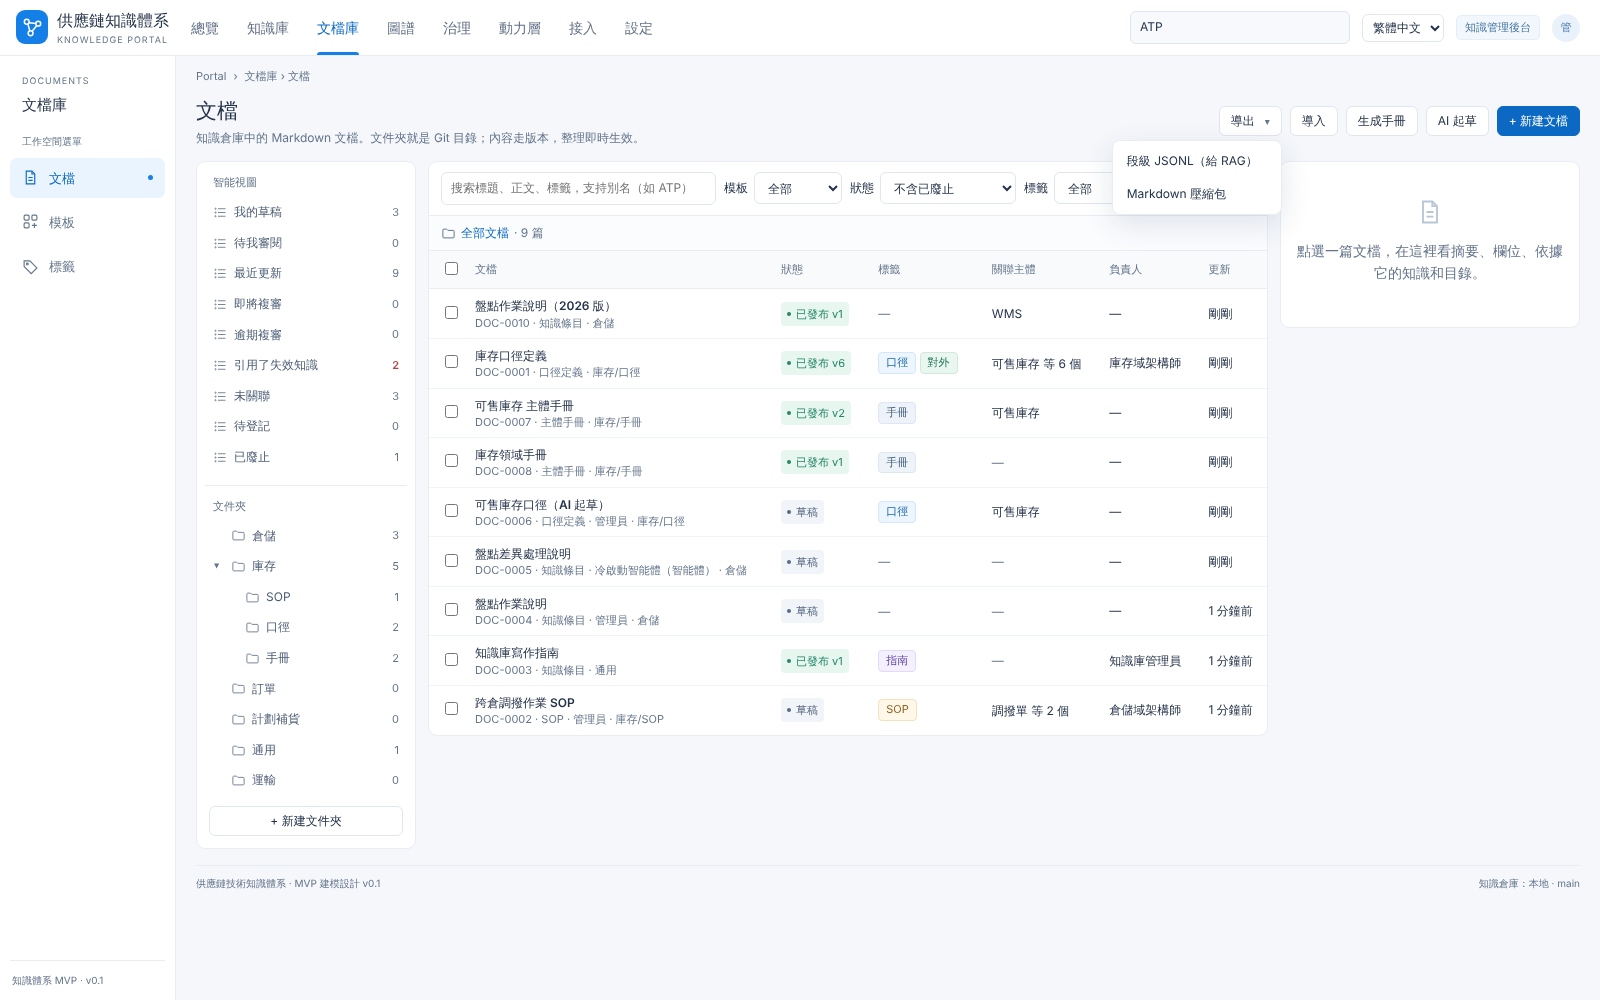 供應鏈知識體系
KNOWLEDGE PORTAL
總覽 知識庫 文檔庫 圖譜 治理 動力層 接入 設定
ATP
繁體中文
知識管理後台
管
DOCUMENTS
文檔庫
工作空間選單
文檔
模板
標籤
知識體系 MVP · v0.1
Portal › 文檔庫 › 文檔
文檔
知識倉庫中的 Markdown 文檔。文件夾就是 Git 目錄；內容走版本，整理即時生效。
導出 ▾ 導入 生成手冊 AI 起草 + 新建文檔
段級 JSONL（給 RAG）
Markdown 壓縮包
智能視圖
我的草稿 3
待我審閱 0
最近更新 9
即將複審 0
逾期複審 0
引用了失效知識 2
未關聯 3
待登記 0
已廢止 1
文件夾
倉儲 3
▾ 庫存 5
SOP 1
口徑 2
手冊 2
訂單 0
計劃補貨 0
通用 1
運輸 0
+ 新建文件夾
搜索標題、正文、標籤，支持別名（如 ATP） 模板 全部 狀態 不含已廢止 標籤 全部
全部文檔 · 9 篇
文檔 狀態 標籤 關聯主體 負責人 更新
盤點作業說明（2026 版） 已發布 v1 — WMS — 剛剛
DOC-0010 · 知識條目 · 倉儲
庫存口徑定義 已發布 v6 口徑 對外 可售庫存 等 6 個 庫存域架構師 剛剛
DOC-0001 · 口徑定義 · 庫存/口徑
可售庫存 主體手冊 已發布 v2 手冊 可售庫存 — 剛剛
DOC-0007 · 主體手冊 · 庫存/手冊
庫存領域手冊 已發布 v1 手冊 — — 剛剛
DOC-0008 · 主體手冊 · 庫存/手冊
可售庫存口徑（AI 起草） 草稿 口徑 可售庫存 — 剛剛
DOC-0006 · 口徑定義 · 管理員 · 庫存/口徑
盤點差異處理說明 草稿 — — — 剛剛
DOC-0005 · 知識條目 · 冷啟動智能體（智能體） · 倉儲
盤點作業說明 草稿 — — — 1 分鐘前
DOC-0004 · 知識條目 · 管理員 · 倉儲
知識庫寫作指南 已發布 v1 指南 — 知識庫管理員 1 分鐘前
DOC-0003 · 知識條目 · 通用
跨倉調撥作業 SOP 草稿 SOP 調撥單 等 2 個 倉儲域架構師 1 分鐘前
DOC-0002 · SOP · 管理員 · 庫存/SOP
點選一篇文檔，在這裡看摘要、欄位、依據
它的知識和目錄。
供應鏈技術知識體系 · MVP 建模設計 v0.1
知識倉庫：本地 · main